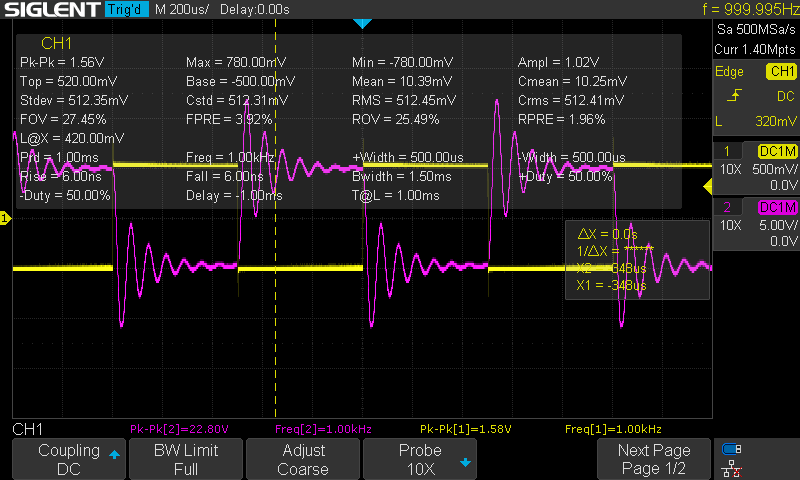 SIGLENT Trig'd M 200us/ Delay:0.00s f = 999.995Hz
Sa 500MSa/s
Curr 1.40Mpts
CH1
Pk-Pk = 1.56V Max = 780.00mV Min = -780.00mV Ampl = 1.02V
Top = 520.00mV Base = -500.00mV Mean = 10.39mV Cmean = 10.25mV
Stdev = 512.35mV Cstd = 512.31mV RMS = 512.45mV Crms = 512.41mV
FOV = 27.45% FPRE = 3.92% ROV = 25.49% RPRE = 1.96%
L@X = 420.00mV
Prd = 1.00ms Freq = 1.00kHz +Width = 500.00us -Width = 500.00us
Rise = 6.00ns Fall = 6.00ns Bwidth = 1.50ms +Duty = 50.00%
-Duty = 50.00% Delay = -1.00ms T@L = 1.00ms
Edge CH1
DC
L 320mV
1 DC1M
10X 500mV/
0.0V
2 DC1M
10X 5.00V/
0.0V
1
ΔX = 0.0s
1/ΔX = ******
X2 = -348us
X1 = -348us
CH1 Pk-Pk[2]=22.80V Freq[2]=1.00kHz Pk-Pk[1]=1.58V Freq[1]=1.00kHz
Coupling
DC
BW Limit
Full
Adjust
Coarse
Probe
10X
Next Page
Page 1/2